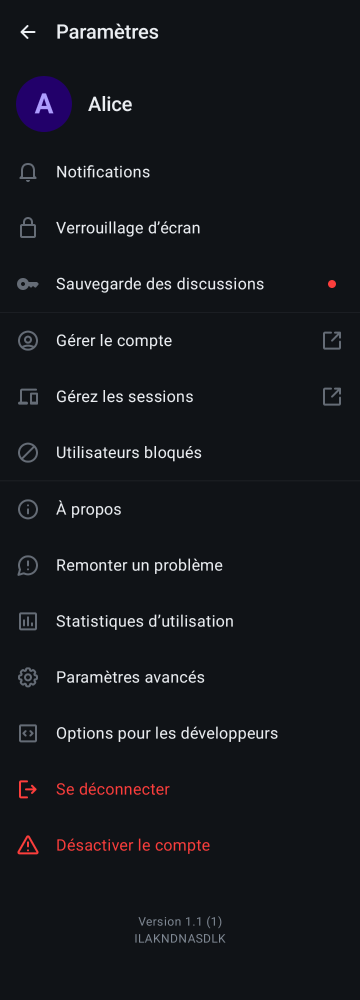 Paramètres
A
Alice
Notifications
Verrouillage d’écran
Sauvegarde des discussions
Gérer le compte
Gérez les sessions
Utilisateurs bloqués
À propos
Remonter un problème
Statistiques d’utilisation
Paramètres avancés
Options pour les développeurs
Se déconnecter
Désactiver le compte
Version 1.1 (1)
ILAKNDNASDLK